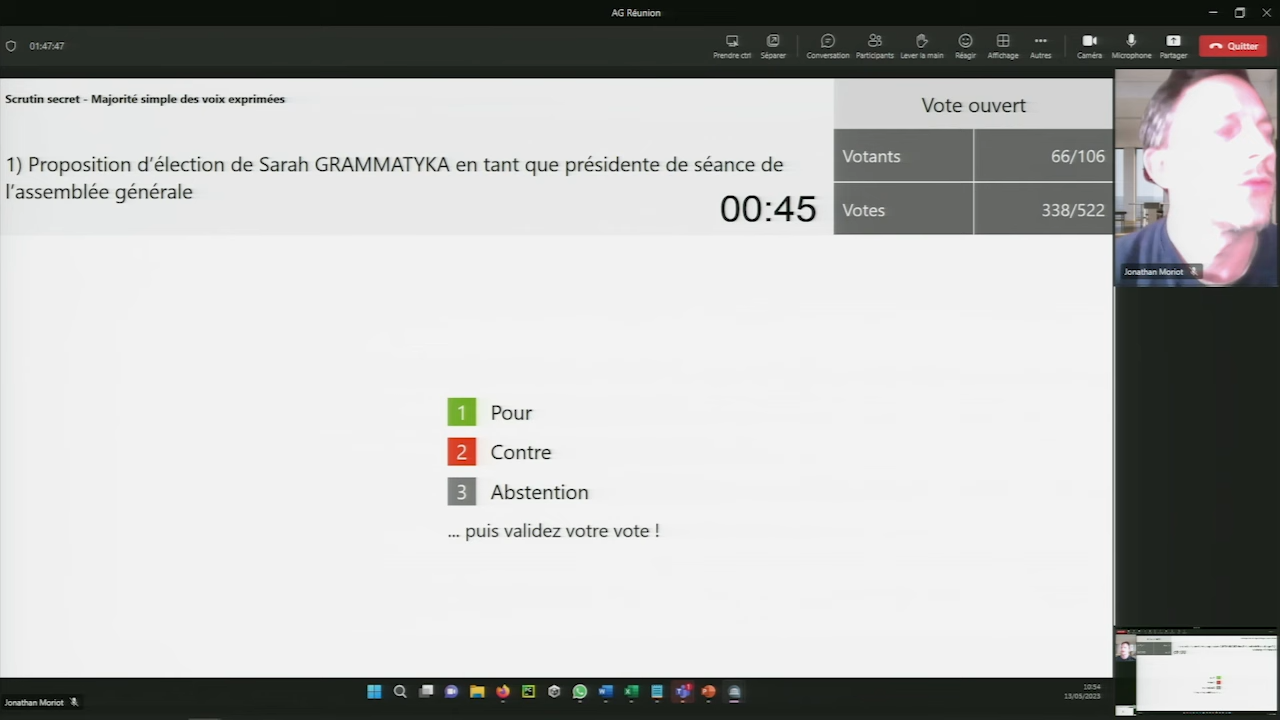 AG Réunion
01:47:47
Prendre ctrl
Séparer
Conversation
Participants
Lever la main
Réagir
Affichage
Autres
Caméra
Microphone
Partager
Quitter
Scrutin secret - Majorité simple des voix exprimées
1) Proposition d’élection de Sarah GRAMMATYKA en tant que présidente de séance de
l’assemblée générale
00:45
Vote ouvert
Votants 66/106
Votes 338/522
Jonathan Moriot
1 Pour
2 Contre
3 Abstention
... puis validez votre vote !
Jonathan Moriot
10:54
13/05/2023